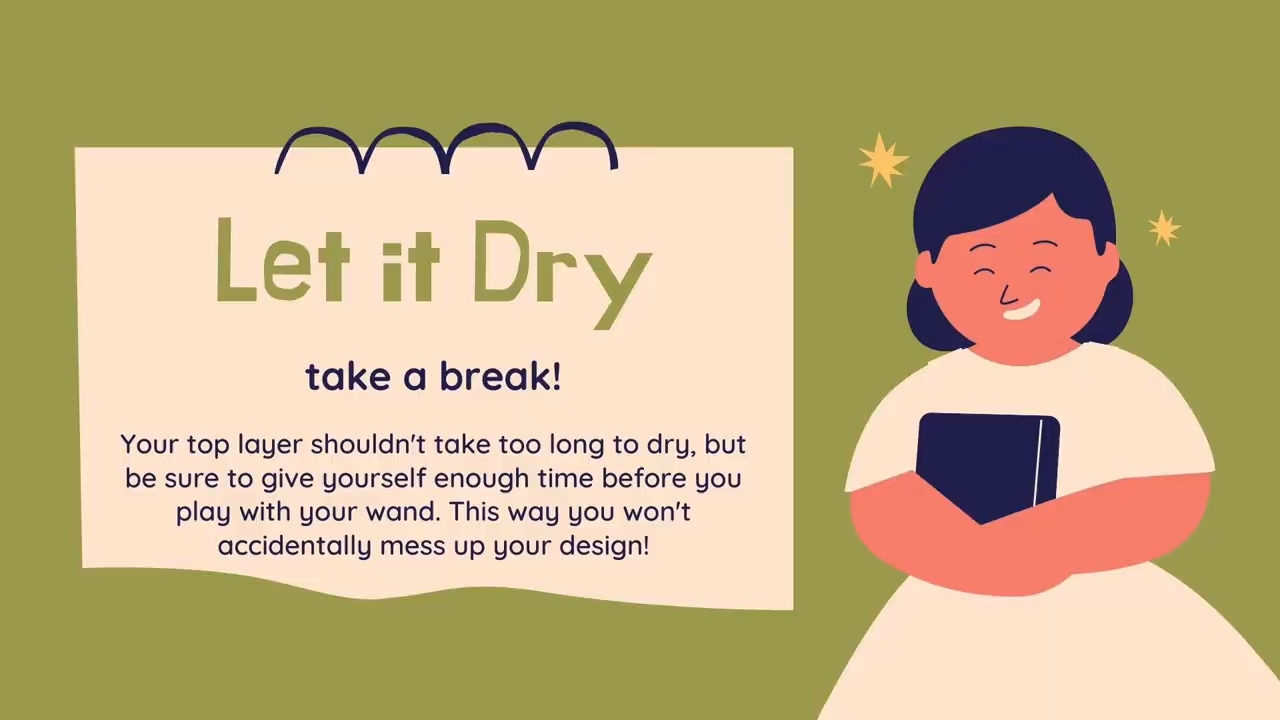 Let it Dry
take a break!
Your top layer shouldn't take too long to dry, but
be sure to give yourself enough time before you
play with your wand. This way you won't
accidentally mess up your design!